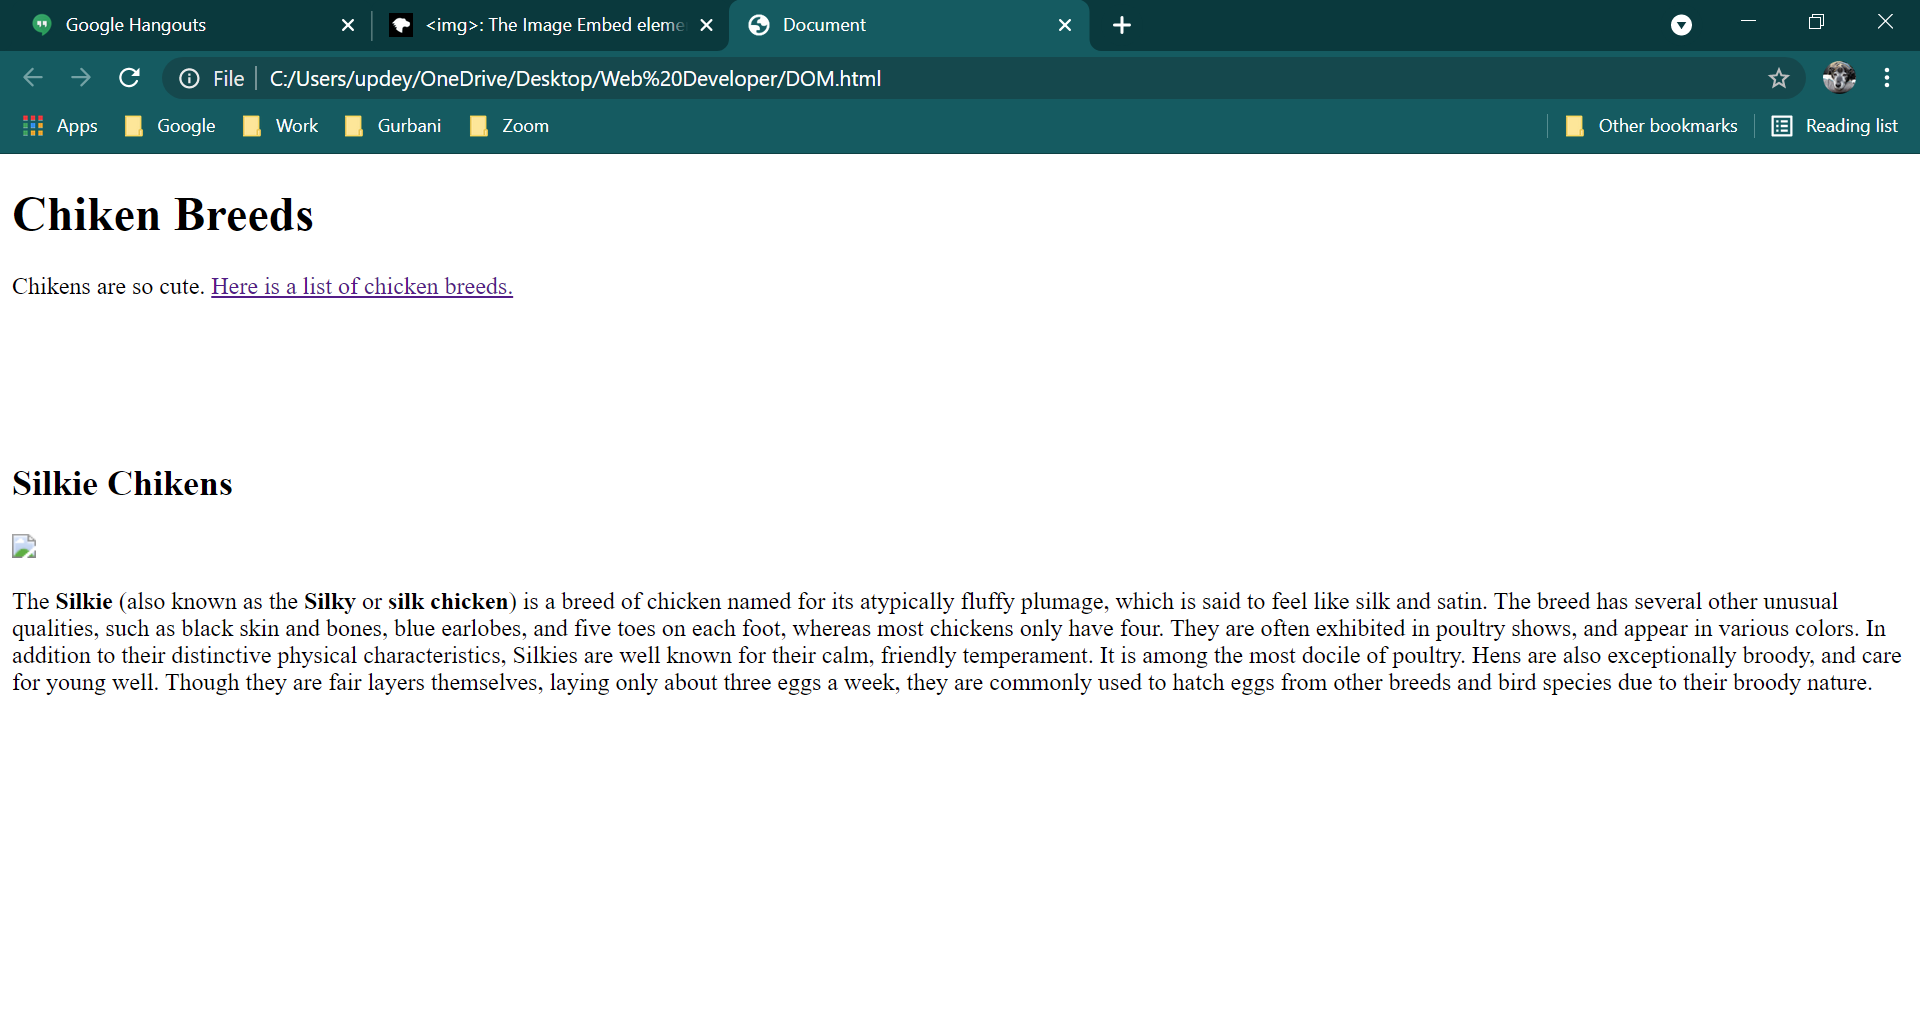 Google Hangouts
<img>: The Image Embed eleme
Document
File
C:/Users/updey/OneDrive/Desktop/Web%20Developer/DOM.html
Apps
Google
Work
Gurbani
Zoom
Other bookmarks
Reading list
Chiken Breeds
Chikens are so cute. Here is a list of chicken breeds.
Silkie Chikens
The Silkie (also known as the Silky or silk chicken) is a breed of chicken named for its atypically fluffy plumage, which is said to feel like silk and satin. The breed has several other unusual
qualities, such as black skin and bones, blue earlobes, and five toes on each foot, whereas most chickens only have four. They are often exhibited in poultry shows, and appear in various colors. In
addition to their distinctive physical characteristics, Silkies are well known for their calm, friendly temperament. It is among the most docile of poultry. Hens are also exceptionally broody, and care
for young well. Though they are fair layers themselves, laying only about three eggs a week, they are commonly used to hatch eggs from other breeds and bird species due to their broody nature.